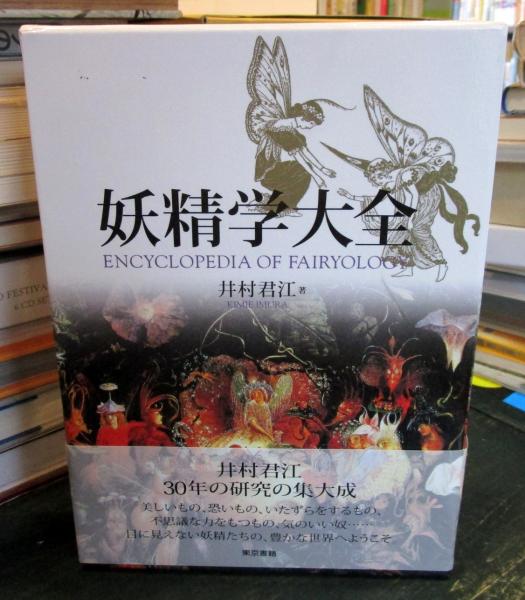 妖精学大全
ENCYCLOPEDIA OF FAIRYOLOGY
井村君江 著
KIMIE IMURA
井村君江
30年の研究の集大成
美しいもの、恐いもの、いたずらをするもの、
不思議な力をもつもの、気のいい奴……
目に見えない妖精たちの、豊かな世界へようこそ
東京書籍
FESTIVA
6 CD SET